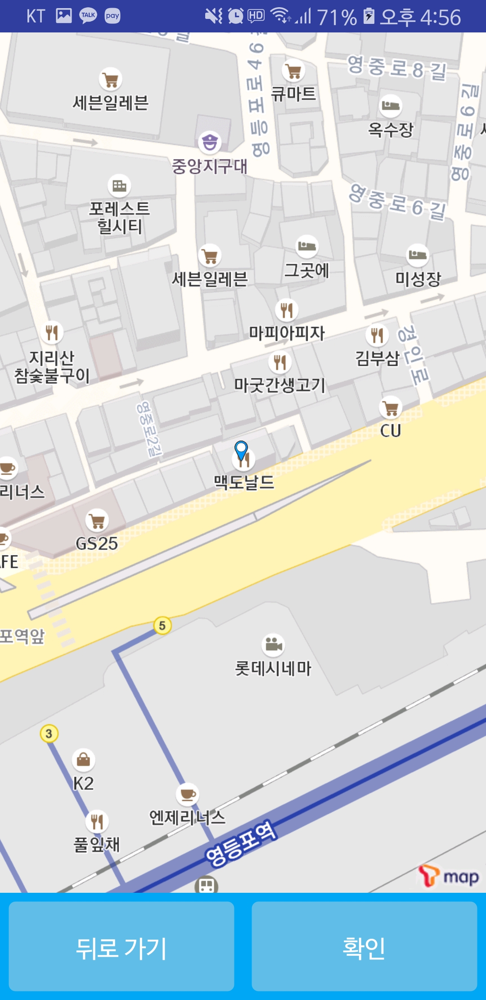 KT TALK pay HD 71% 오후 4:56
길
영등포로46길
영중로8길
영중로6길
세븐일레븐
큐마트
옥수장
중앙지구대
영중로6길
포레스트
힐시티
그곳에
세븐일레븐
미성장
마피아피자
경인로
지리산
참숯불구이
김부삼
마굿간생고기
영중로2길
CU
맥도날드
리너스
GS25
FE
5
포역앞
롯데시네마
3
K2
엔제리너스
풀잎채
영등포역
map
뒤로 가기
확인